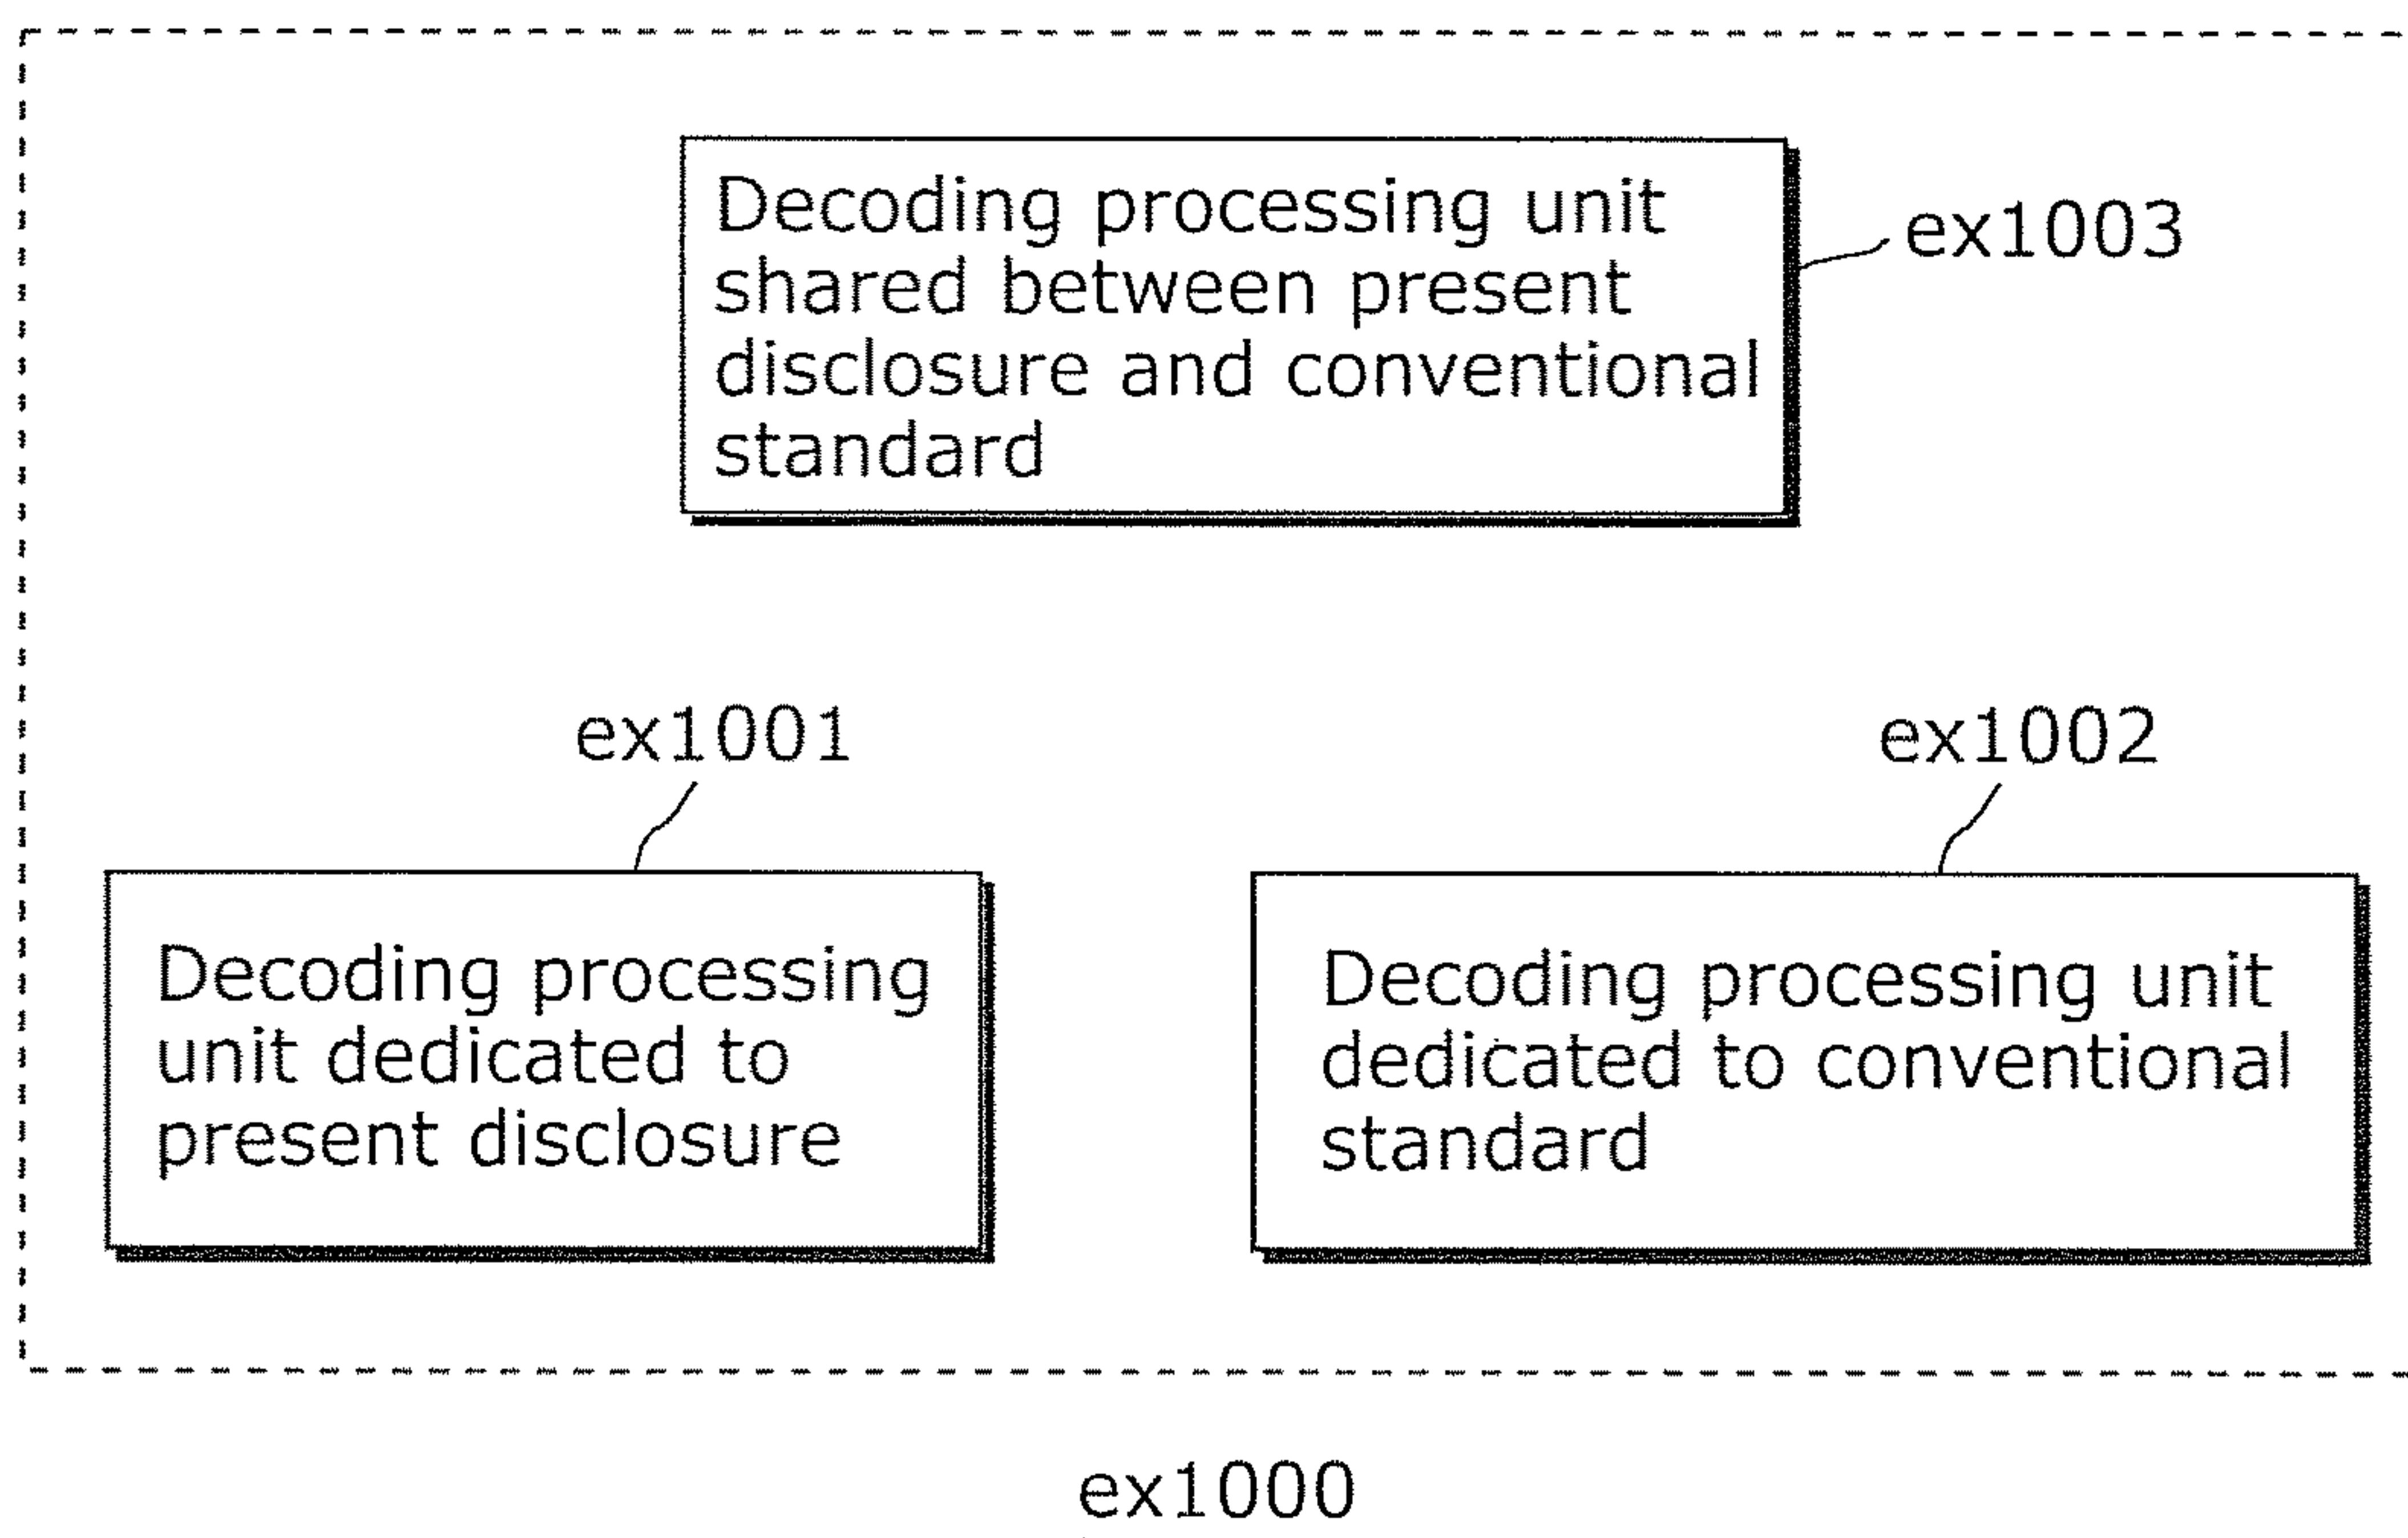 Decoding processing unit
shared between present
disclosure and conventional
standard
ex1003
ex1001
ex1002
Decoding processing
unit dedicated to
present disclosure
Decoding processing unit
dedicated to conventional
standard
ex1000